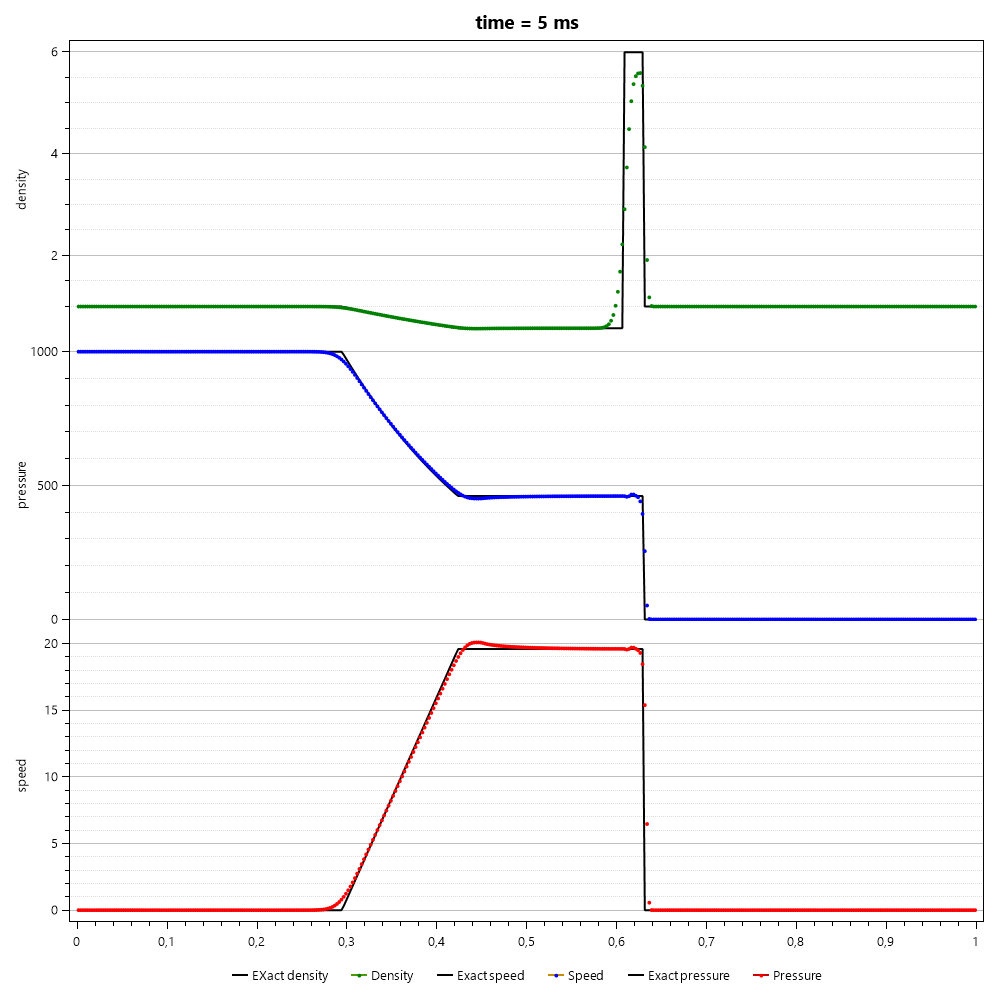 time = 5 ms
6
4
2
density
1000
500
0
pressure
20
15
10
5
0
speed
0 0,1 0,2 0,3 0,4 0,5 0,6 0,7 0,8 0,9 1
EXact density Density Exact speed Speed Exact pressure Pressure